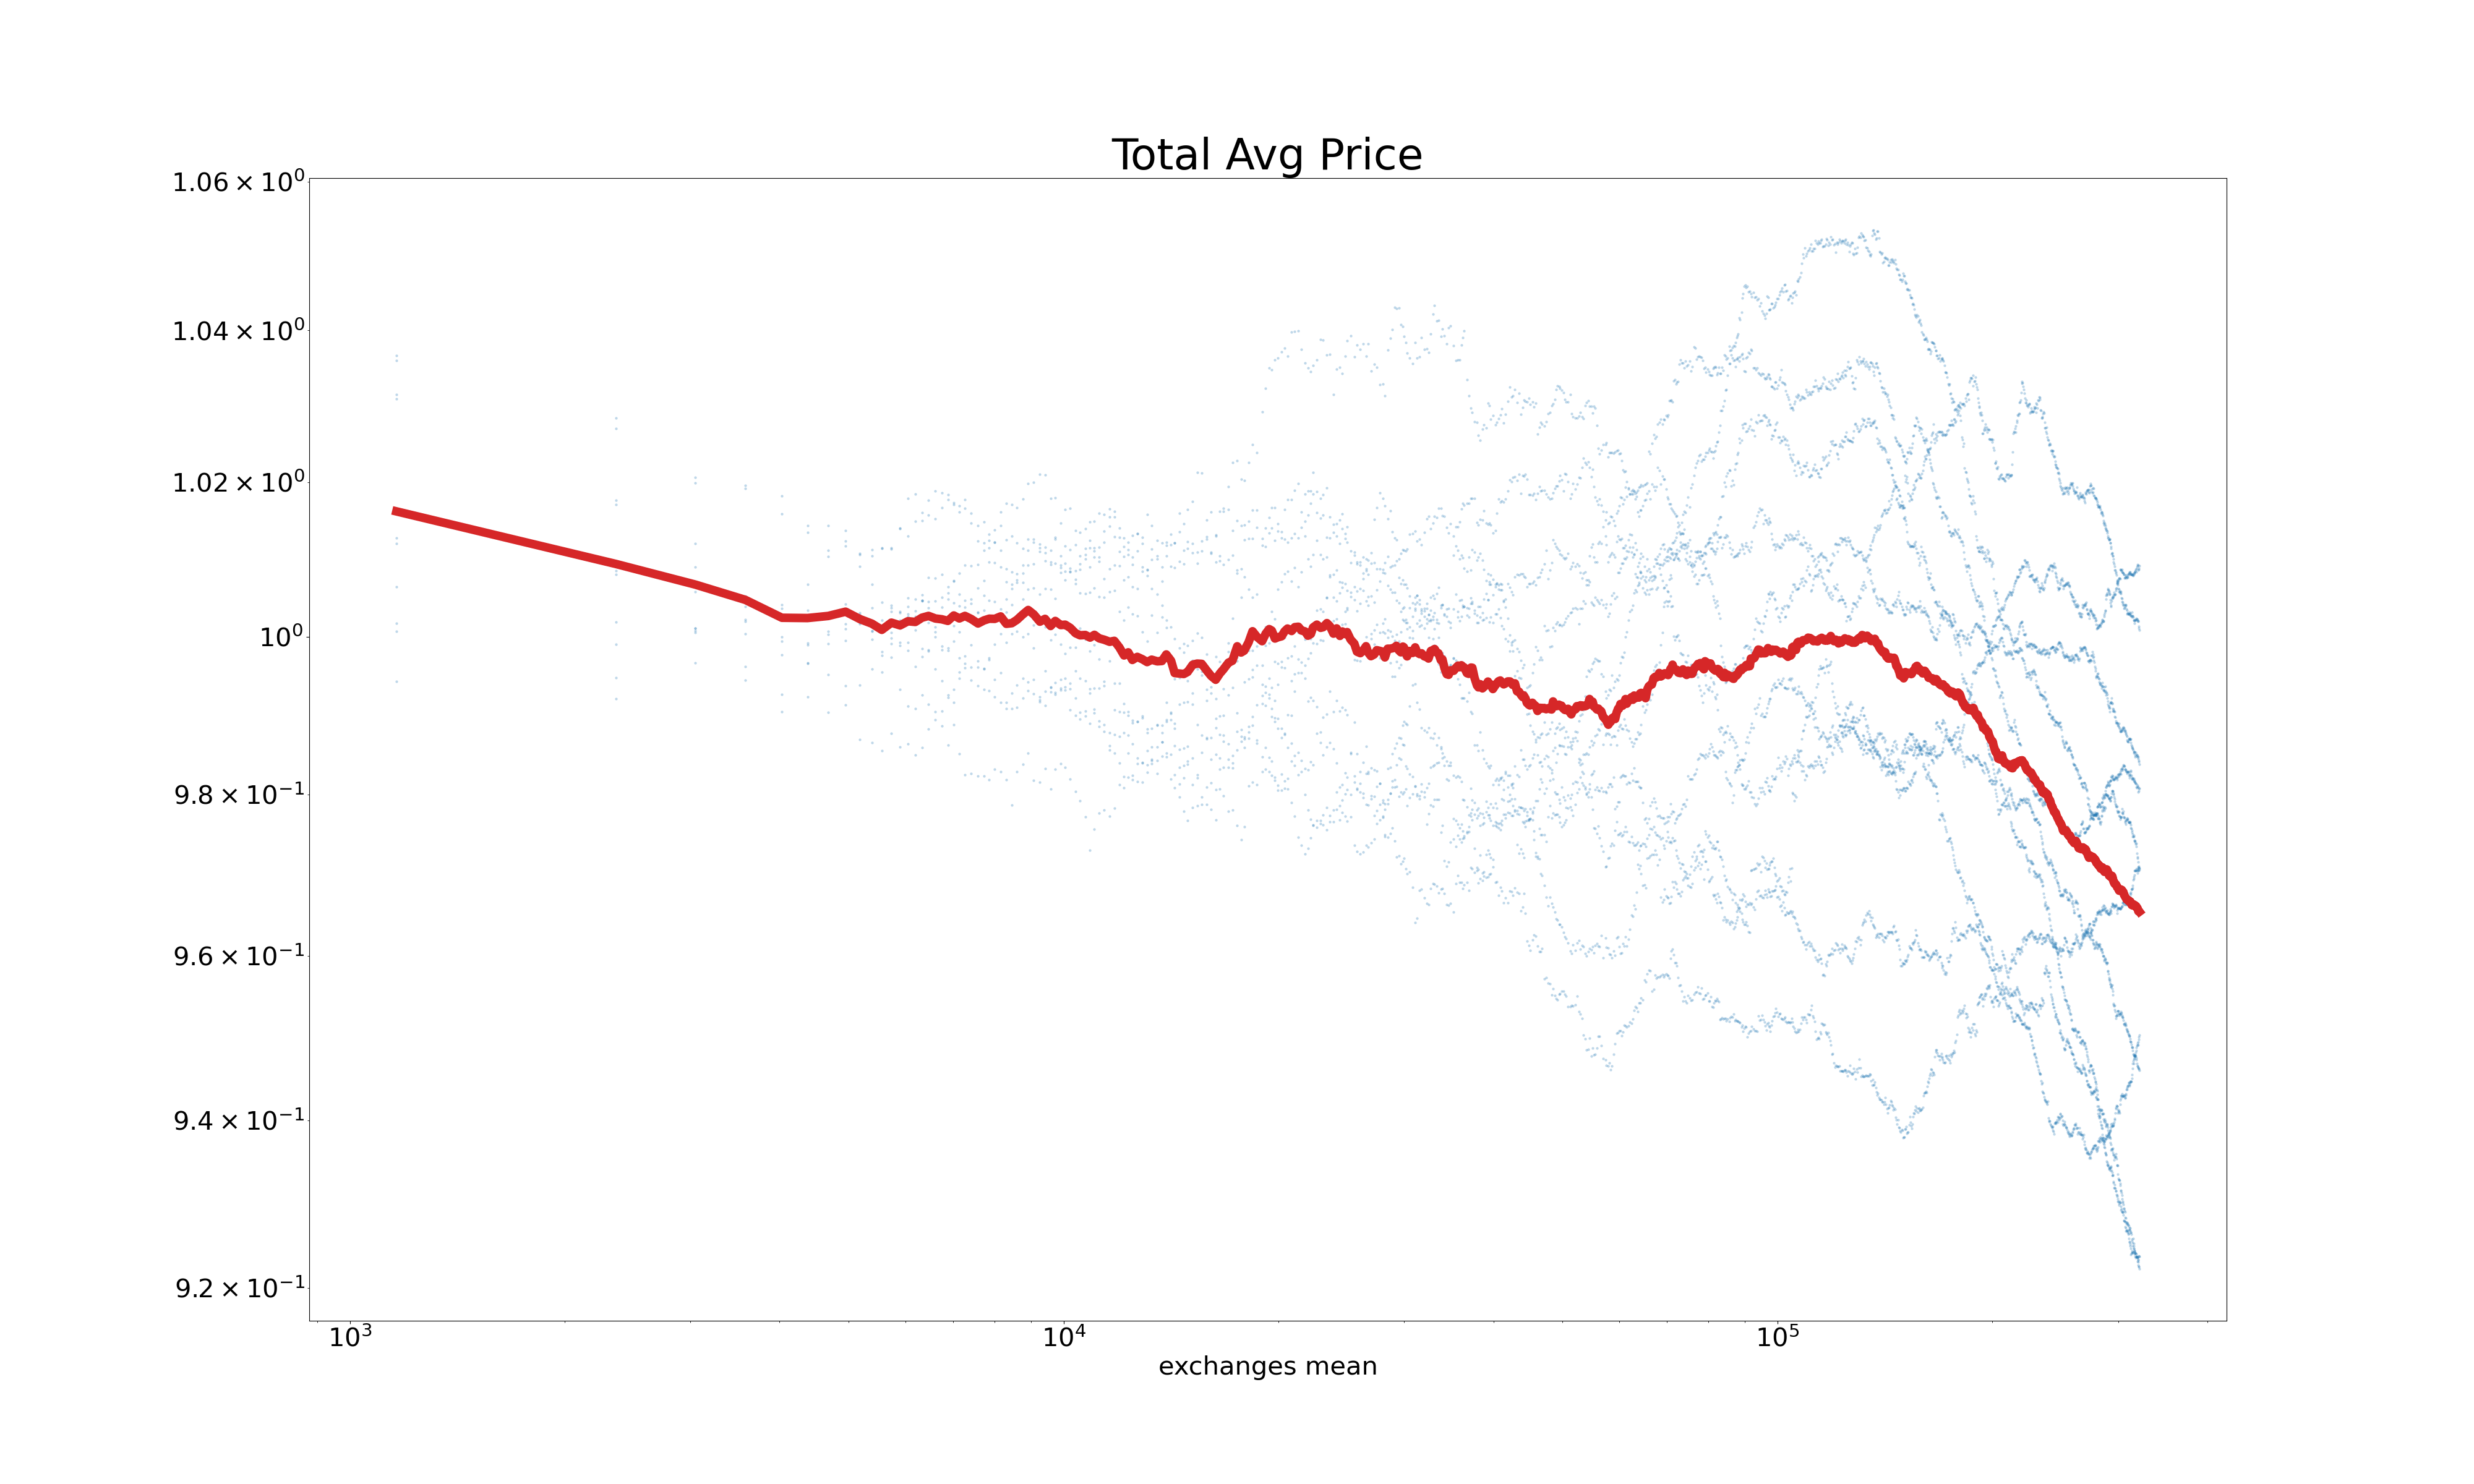 Total Avg Price
1.06 × 10⁰
1.04 × 10⁰
1.02 × 10⁰
10⁰
9.8 × 10⁻¹
9.6 × 10⁻¹
9.4 × 10⁻¹
9.2 × 10⁻¹
10³ 10⁴ 10⁵
exchanges mean